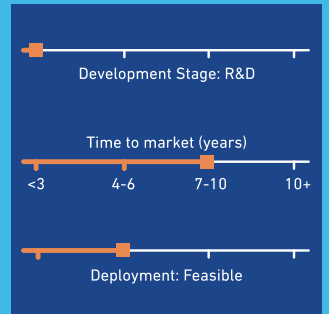 Development Stage: R&D
Time to market (years)
<3 4-6 7-10 10+
Deployment: Feasible